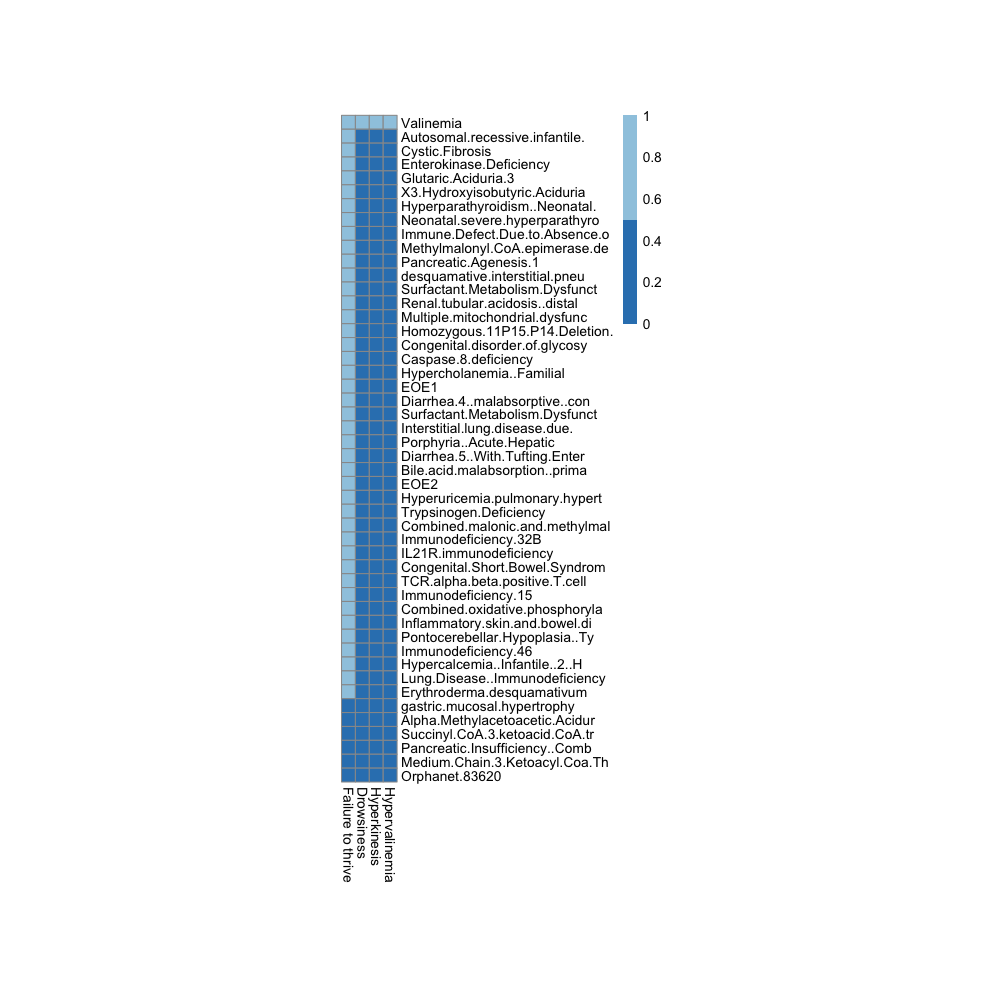 Valinemia
Autosomal.recessive.infantile.
Cystic.Fibrosis
Enterokinase.Deficiency
Glutaric.Aciduria.3
X3.Hydroxyisobutyric.Aciduria
Hyperparathyroidism..Neonatal.
Neonatal.severe.hyperparathyro
Immune.Defect.Due.to.Absence.o
Methylmalonyl.CoA.epimerase.de
Pancreatic.Agenesis.1
desquamative.interstitial.pneu
Surfactant.Metabolism.Dysfunct
Renal.tubular.acidosis..distal
Multiple.mitochondrial.dysfunc
Homozygous.11P15.P14.Deletion.
Congenital.disorder.of.glycosy
Caspase.8.deficiency
Hypercholanemia..Familial
EOE1
Diarrhea.4..malabsorptive..con
Surfactant.Metabolism.Dysfunct
Interstitial.lung.disease.due.
Porphyria..Acute.Hepatic
Diarrhea.5..With.Tufting.Enter
Bile.acid.malabsorption..prima
EOE2
Hyperuricemia.pulmonary.hypert
Trypsinogen.Deficiency
Combined.malonic.and.methylmal
Immunodeficiency.32B
IL21R.immunodeficiency
Congenital.Short.Bowel.Syndrom
TCR.alpha.beta.positive.T.cell
Immunodeficiency.15
Combined.oxidative.phosphoryla
Inflammatory.skin.and.bowel.di
Pontocerebellar.Hypoplasia..Ty
Immunodeficiency.46
Hypercalcemia..Infantile..2..H
Lung.Disease..Immunodeficiency
Erythroderma.desquamativum
gastric.mucosal.hypertrophy
Alpha.Methylacetoacetic.Acidur
Succinyl.CoA.3.ketoacid.CoA.tr
Pancreatic.Insufficiency..Comb
Medium.Chain.3.Ketoacyl.Coa.Th
Orphanet.83620
1
0.8
0.6
0.4
0.2
0
Failure to thrive
Drowsiness
Hyperkinesis
Hypervalinemia